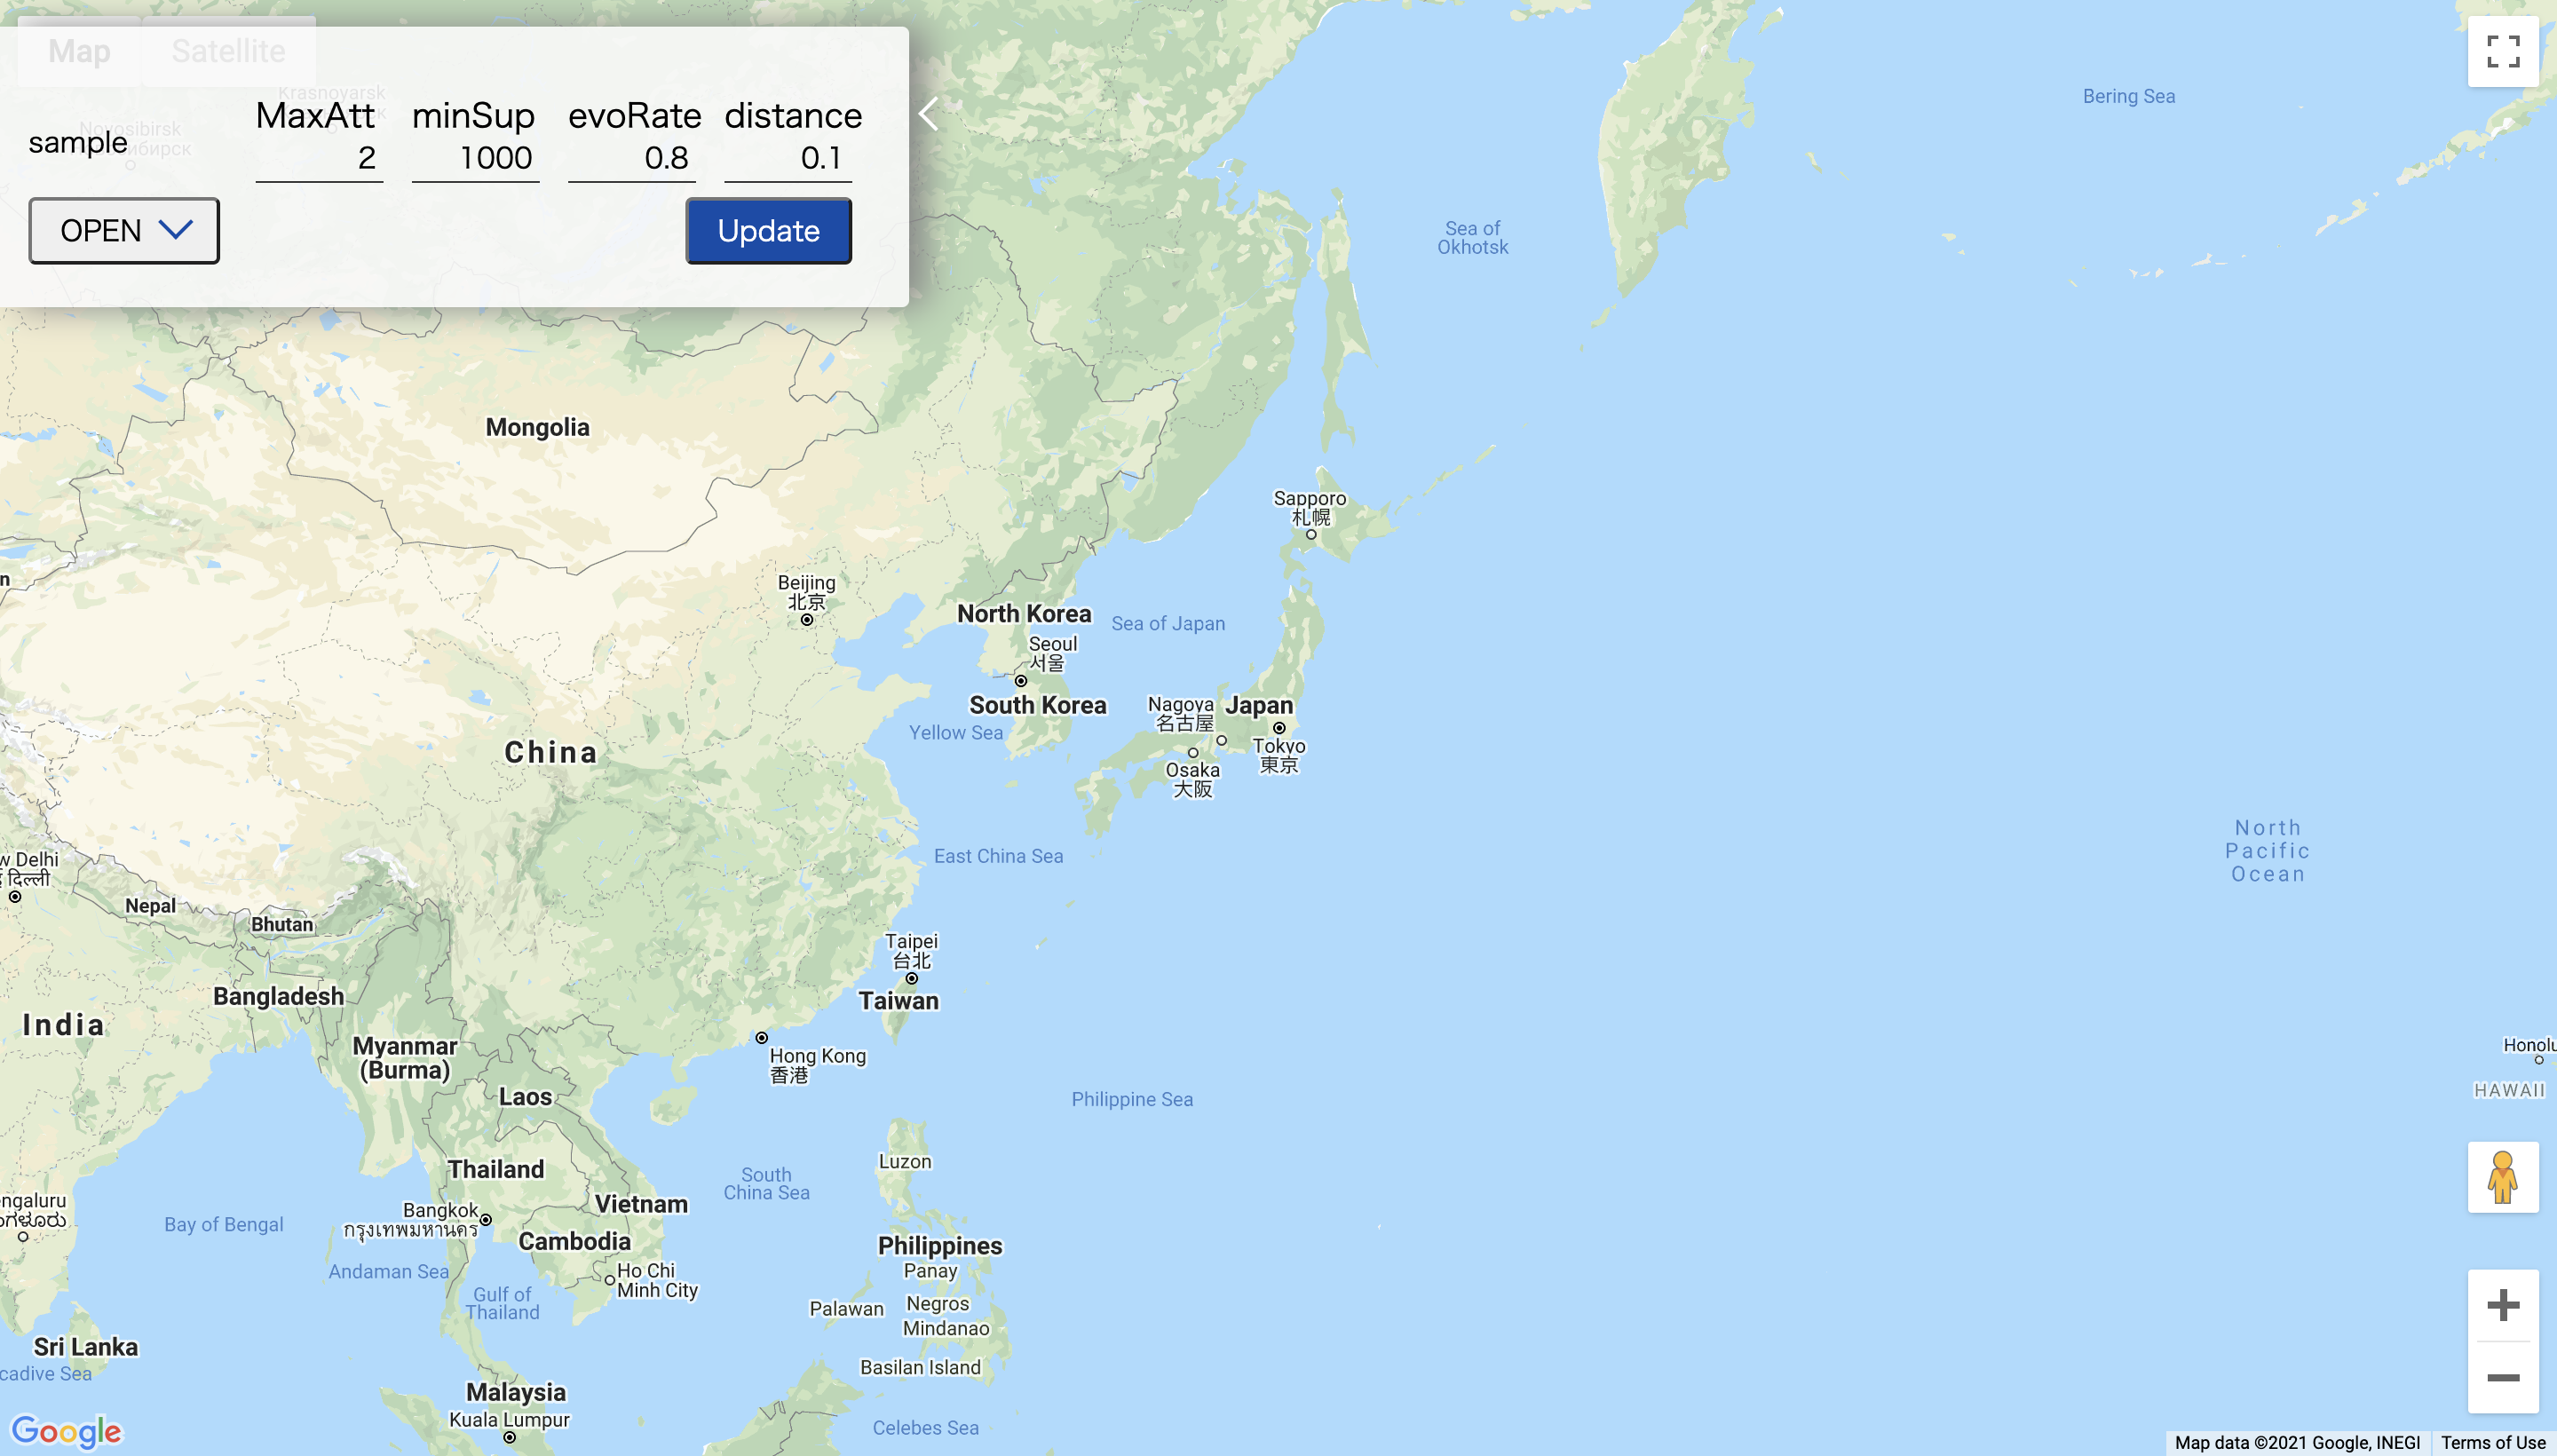 Map
Satellite
Krasnoyarsk
Novosibirsk
sample
MaxAtt
minSup
evoRate
distance
2
1000
0.8
0.1
OPEN
Update
Bering Sea
Sea of
Okhotsk
Mongolia
Sapporo
札幌
Beijing
北京
North Korea
Sea of Japan
Seoul
서울
South Korea
Nagoya
名古屋
Japan
Yellow Sea
Tokyo
東京
China
Osaka
大阪
North
Pacific
Ocean
East China Sea
w Delhi
दिल्ली
Nepal
Bhutan
Taipei
台北
Taiwan
Bangladesh
India
Myanmar
(Burma)
Hong Kong
香港
Honolu
HAWAII
Laos
Philippine Sea
Luzon
Thailand
South
China Sea
Vietnam
ngaluru
Bangkok
กรุงเทพมหานคร
Bay of Bengal
Cambodia
Philippines
Panay
Andaman Sea
Ho Chi
Minh City
Gulf of
Thailand
Palawan
Negros
Mindanao
Sri Lanka
cadive Sea
Basilan Island
Malaysia
Kuala Lumpur
Celebes Sea
Google
Map data ©2021 Google, INEGI
Terms of Use